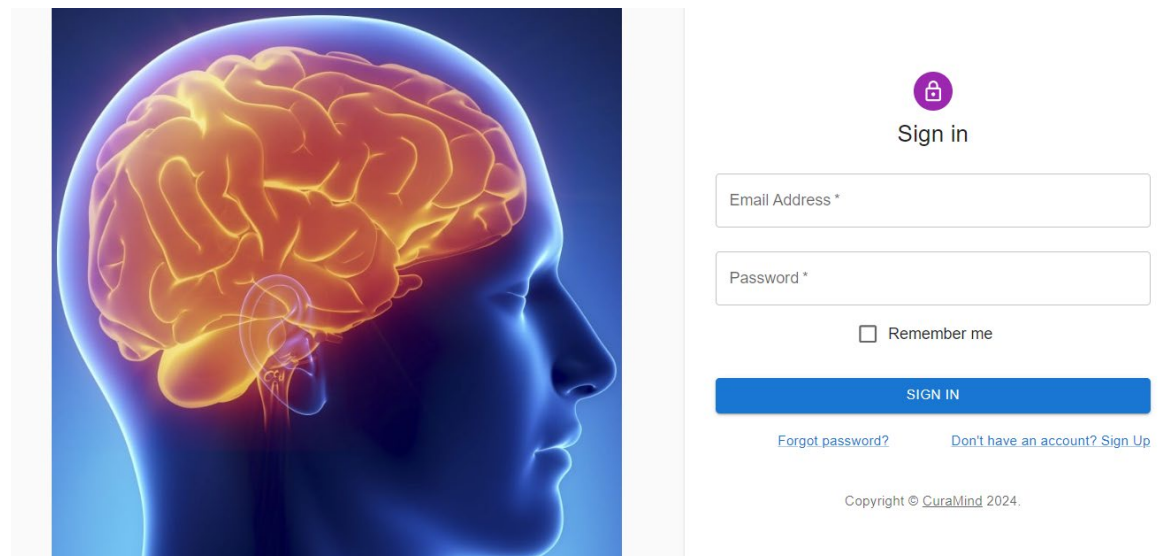 Sign in
Email Address *
Password *
Remember me
SIGN IN
Forgot password? Don't have an account? Sign Up
Copyright © CuraMind 2024.